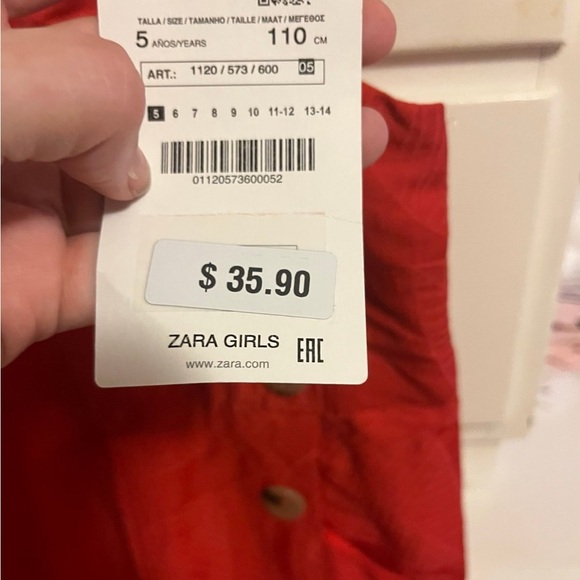 TALLA / SIZE / TAMANHO / TAILLE / MAAT / ΜΕΓΕΘΟΣ
5 AÑOS/YEARS 110 CM
ART.: 1120 / 573 / 600 05
5 6 7 8 9 10 11-12 13-14
01120573600052
$ 35.90
ZARA GIRLS EAC
www.zara.com